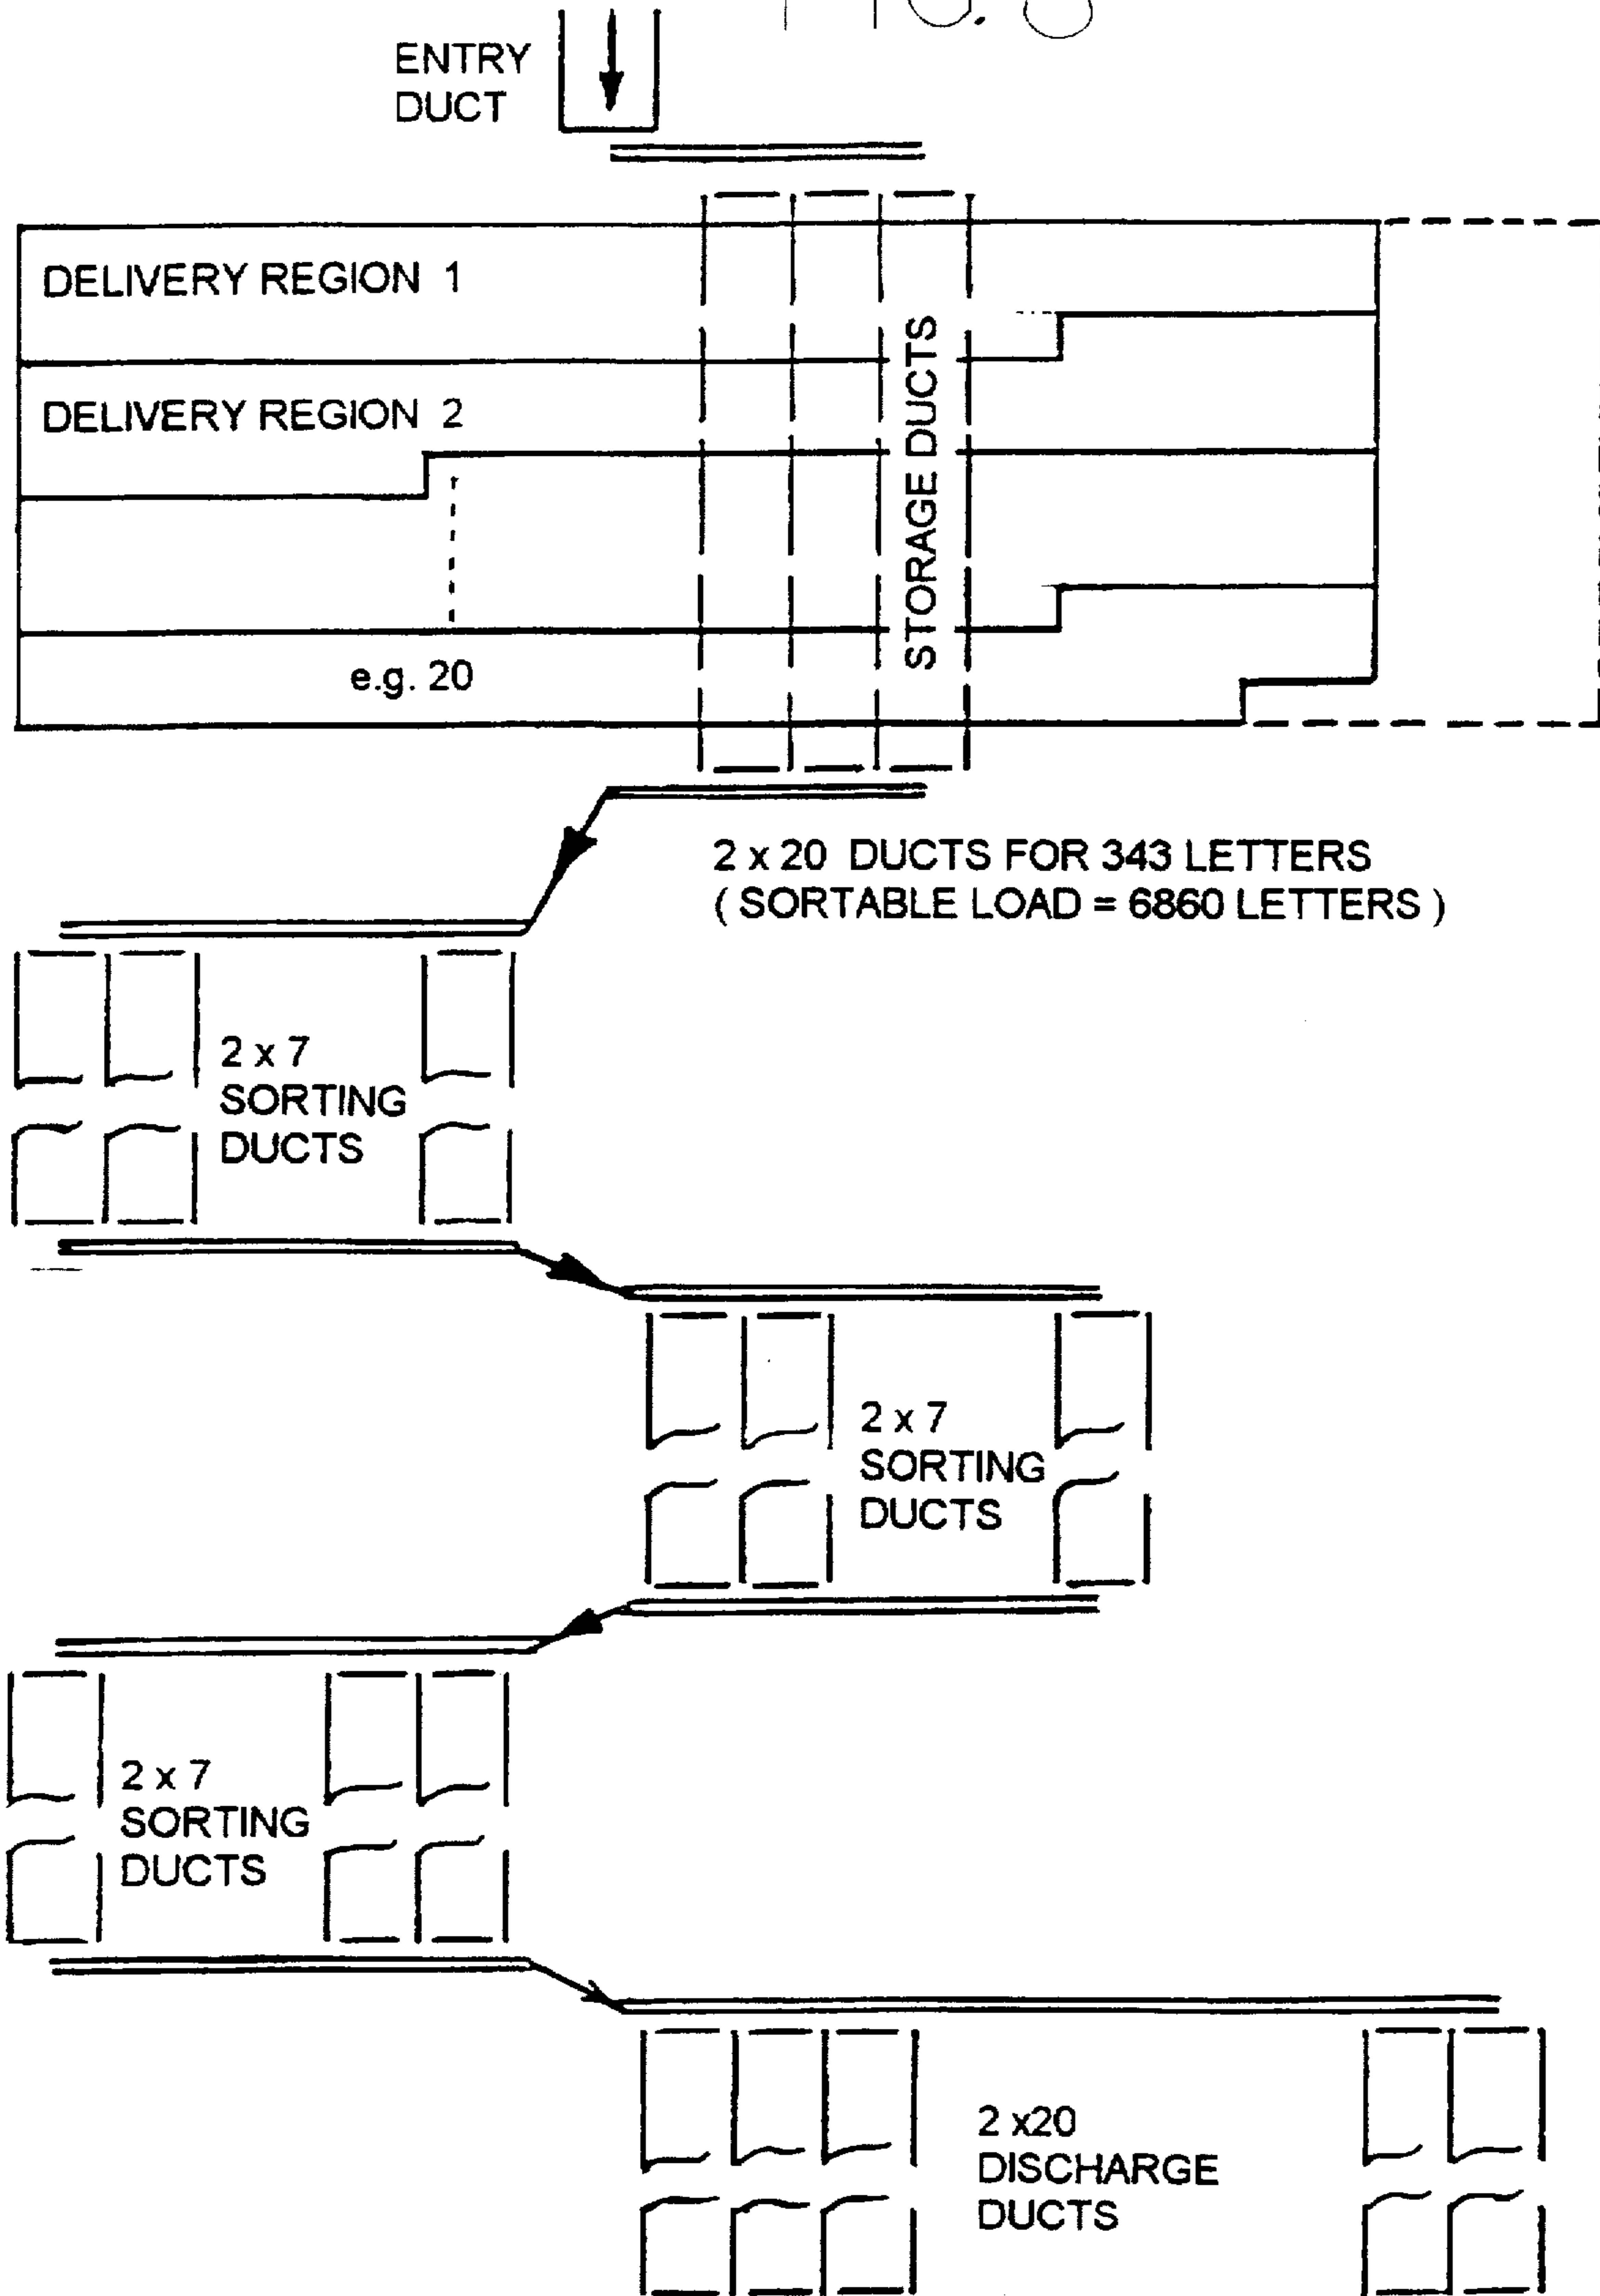 ENTRY
DUCT
DELIVERY REGION 1
DELIVERY REGION 2
STORAGE DUCTS
e.g. 20
2 x 20 DUCTS FOR 343 LETTERS
( SORTABLE LOAD = 6860 LETTERS )
2 x 7
SORTING
DUCTS
2 x 7
SORTING
DUCTS
2 x 7
SORTING
DUCTS
2 x20
DISCHARGE
DUCTS